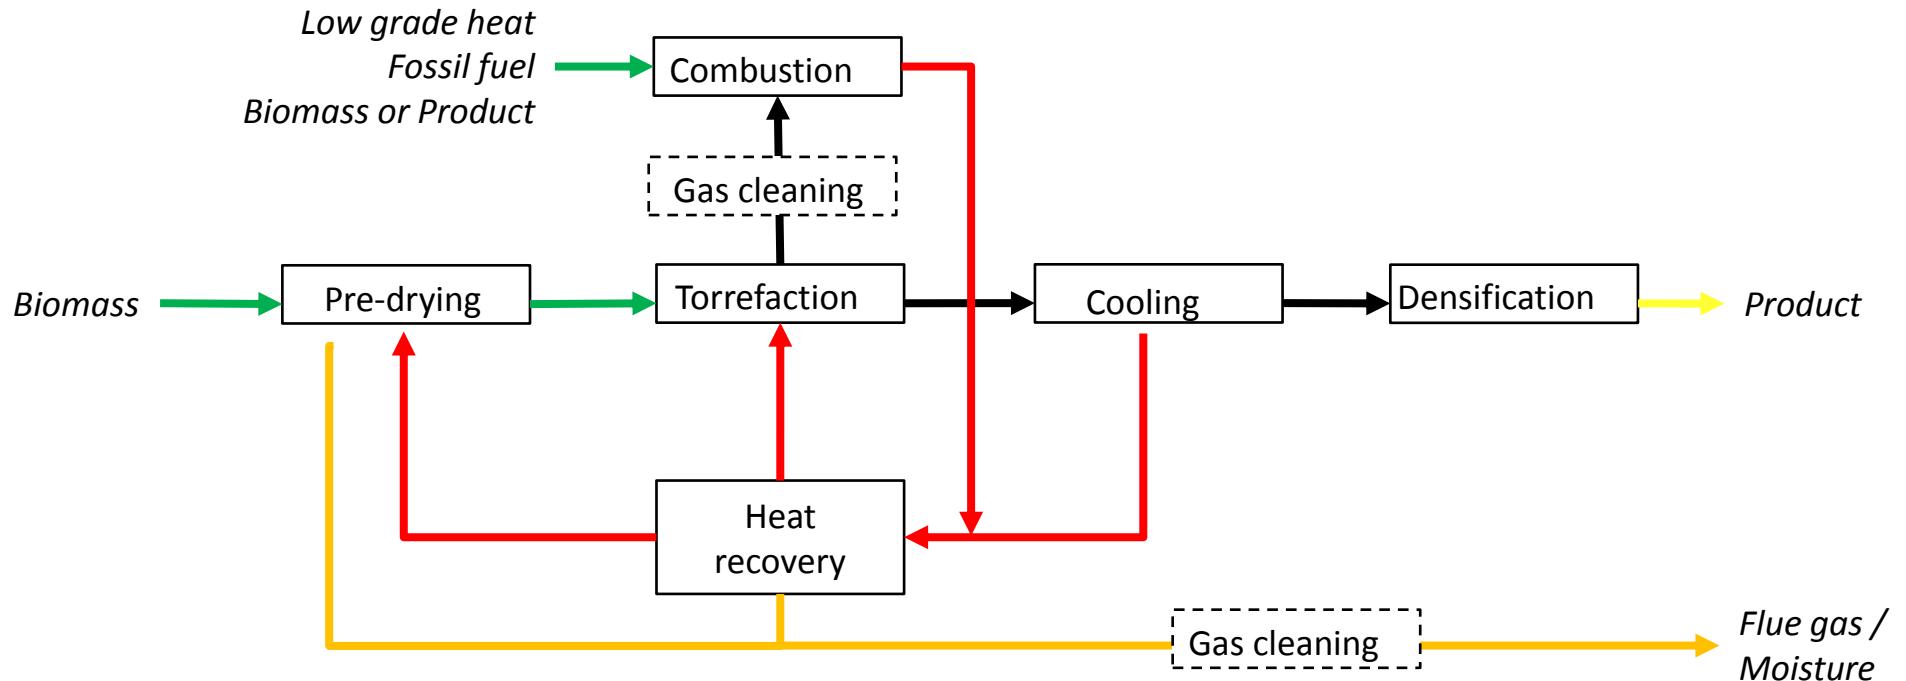 Low grade heat
Fossil fuel
Biomass or Product
Combustion
Gas cleaning
Biomass
Pre-drying
Torrefaction
Cooling
Densification
Product
Heat
recovery
Gas cleaning
Flue gas /
Moisture